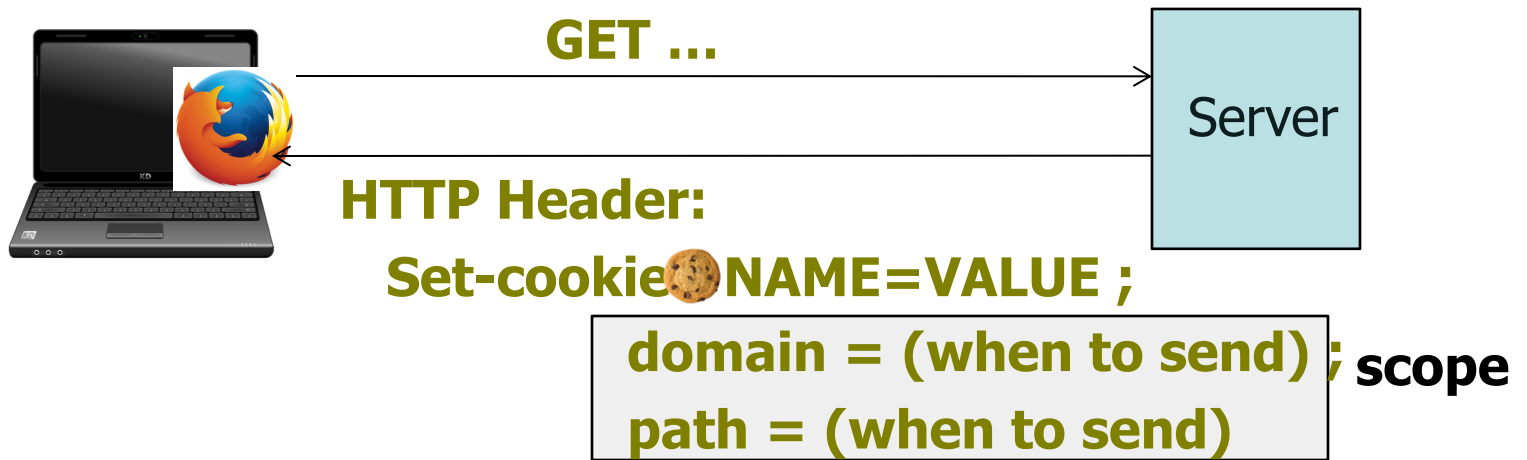 GET ...
Server
HTTP Header:
Set-cookie NAME=VALUE ;
domain = (when to send) ;
scope
path = (when to send)